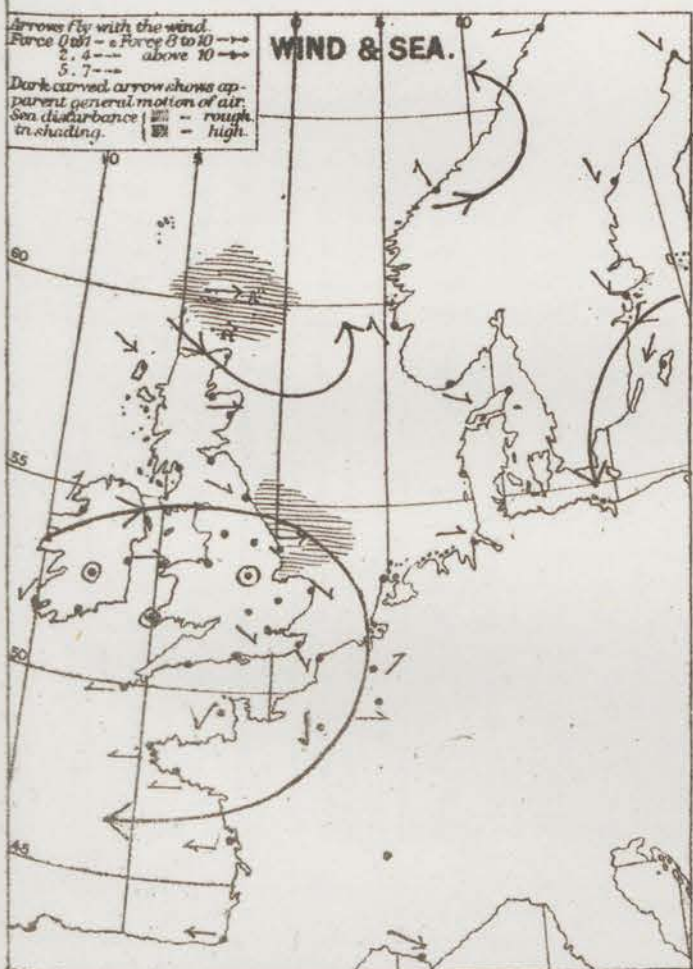 Arrows fly with the wind.
Force 0 to 1 - Force 8 to 10
2. 4 above 10
5. 7
Dark curved arrow shows ap-
parent general motion of air.
Sea disturbance { - rough.
in shading. { - high.
WIND & SEA.
0
5
10
10
5
60
55
50
45